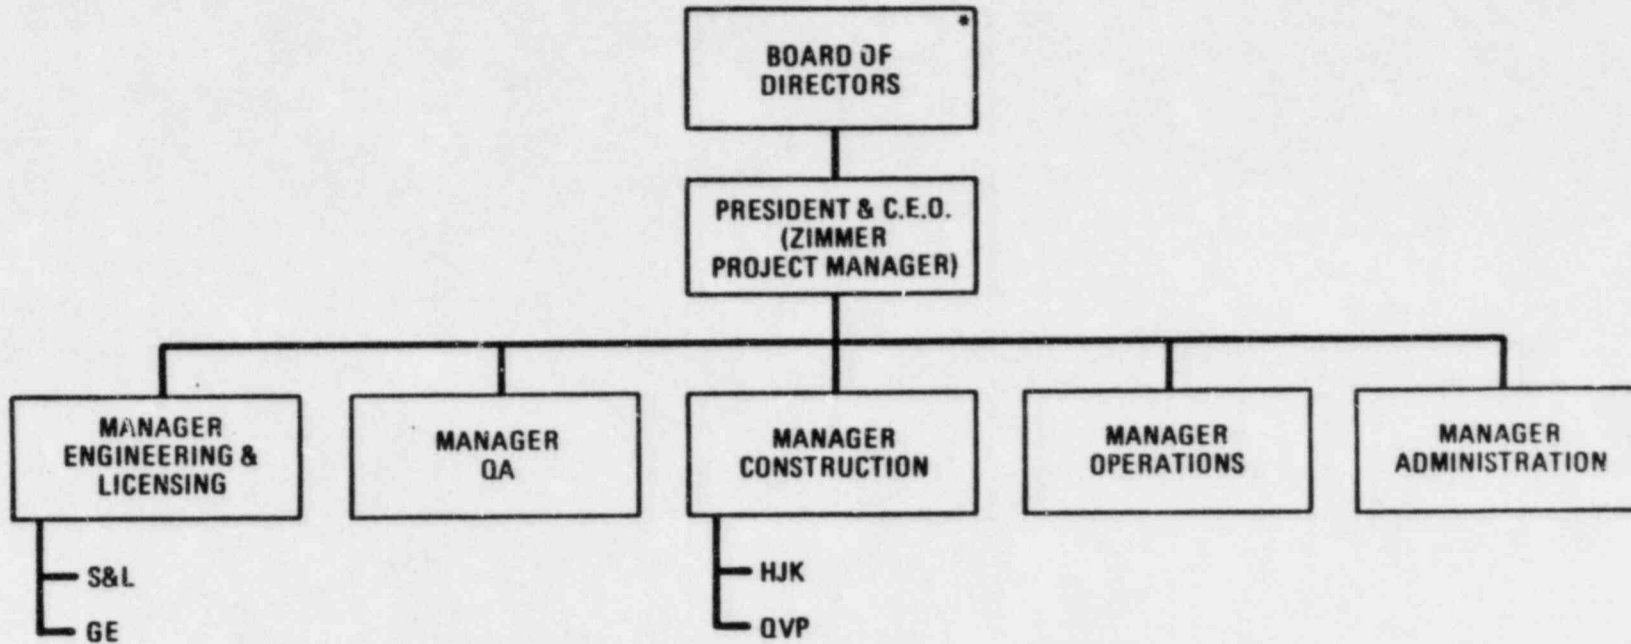 *
BOARD OF
DIRECTORS
PRESIDENT & C.E.O.
(ZIMMER
PROJECT MANAGER)
MANAGER
ENGINEERING &
LICENSING
S&L
GE
MANAGER
QA
MANAGER
CONSTRUCTION
HJK
QVP
MANAGER
OPERATIONS
MANAGER
ADMINISTRATION